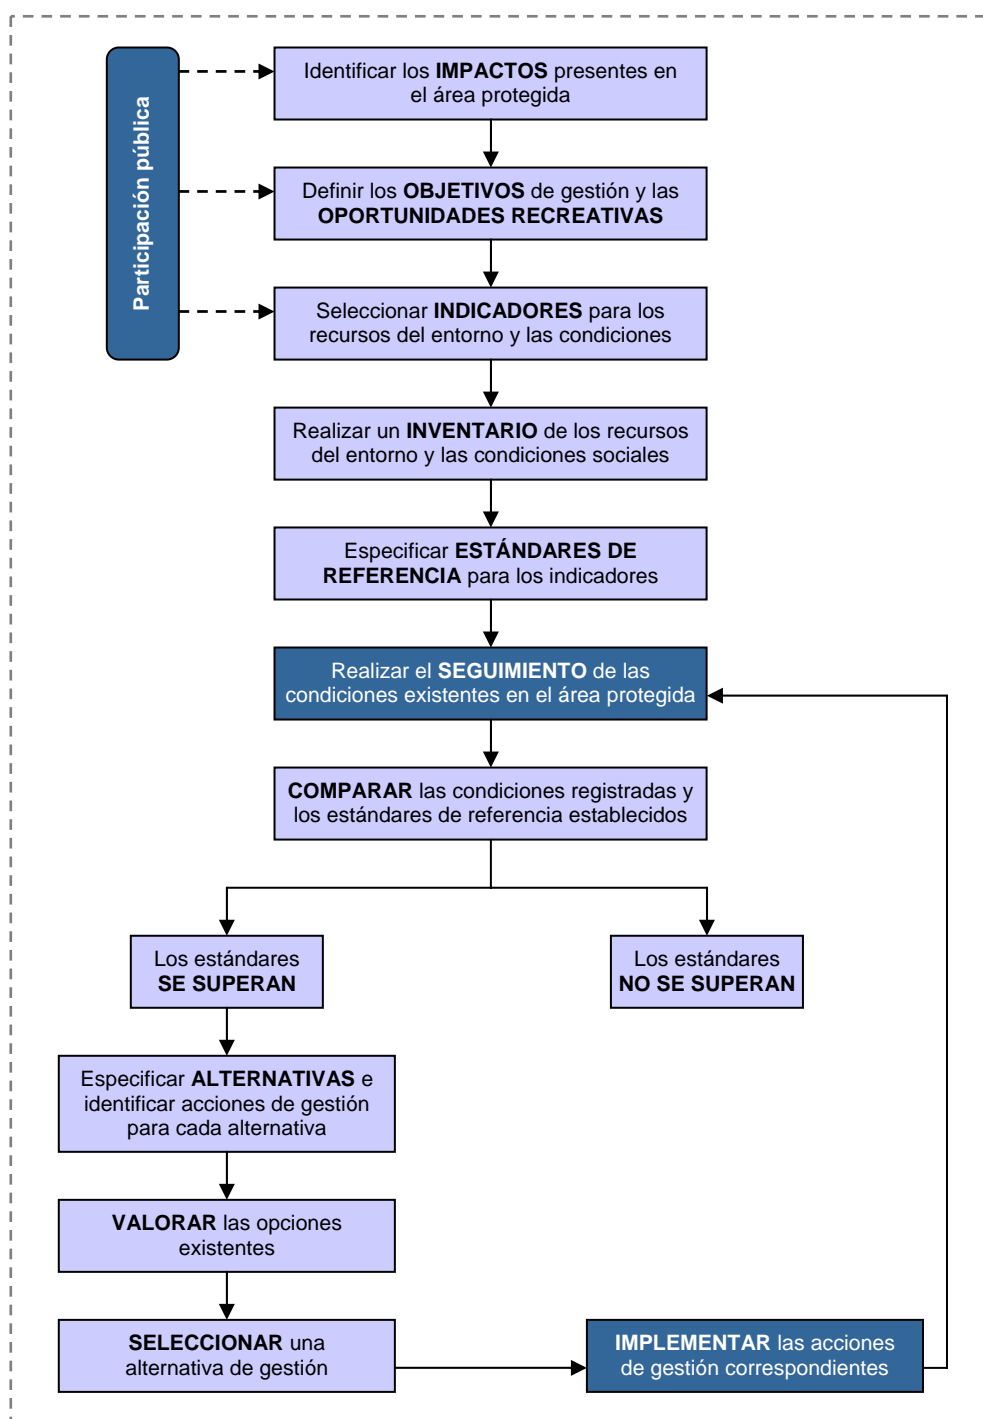 Participación pública
Identificar los IMPACTOS presentes en
el área protegida
Definir los OBJETIVOS de gestión y las
OPORTUNIDADES RECREATIVAS
Seleccionar INDICADORES para los
recursos del entorno y las condiciones
Realizar un INVENTARIO de los recursos
del entorno y las condiciones sociales
Especificar ESTÁNDARES DE
REFERENCIA para los indicadores
Realizar el SEGUIMIENTO de las
condiciones existentes en el área protegida
COMPARAR las condiciones registradas y
los estándares de referencia establecidos
Los estándares
SE SUPERAN
Los estándares
NO SE SUPERAN
Especificar ALTERNATIVAS e
identificar acciones de gestión
para cada alternativa
VALORAR las opciones
existentes
SELECCIONAR una
alternativa de gestión
IMPLEMENTAR las acciones
de gestión correspondientes